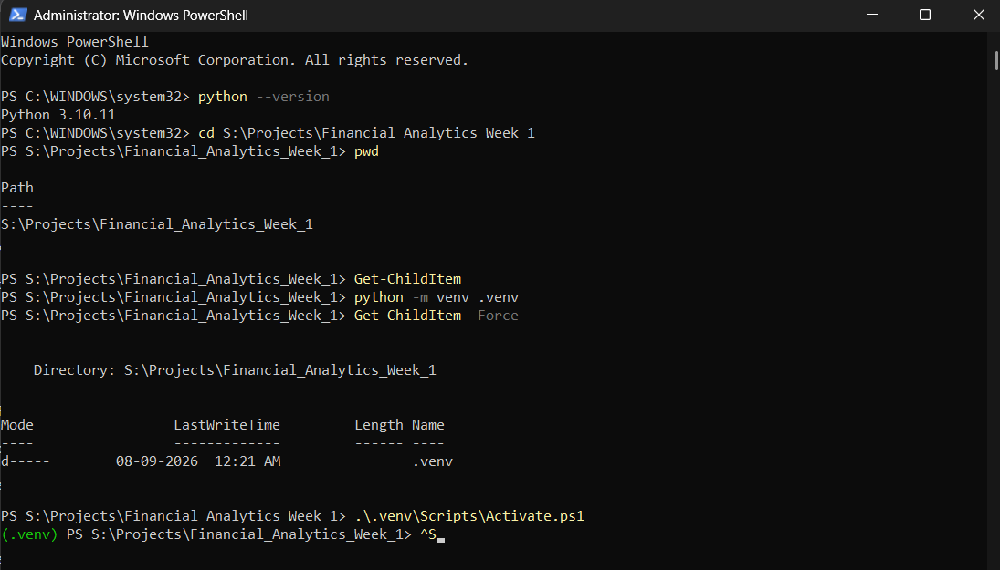 Administrator: Windows PowerShell
Windows PowerShell
Copyright (C) Microsoft Corporation. All rights reserved.
PS C:\WINDOWS\system32> python --version
Python 3.10.11
PS C:\WINDOWS\system32> cd S:\Projects\Financial_Analytics_Week_1
PS S:\Projects\Financial_Analytics_Week_1> pwd
Path
----
S:\Projects\Financial_Analytics_Week_1
PS S:\Projects\Financial_Analytics_Week_1> Get-ChildItem
PS S:\Projects\Financial_Analytics_Week_1> python -m venv .venv
PS S:\Projects\Financial_Analytics_Week_1> Get-ChildItem -Force
    Directory: S:\Projects\Financial_Analytics_Week_1
Mode                 LastWriteTime         Length Name
----                 -------------         ------ ----
d-----        08-09-2026  12:21 AM                .venv
PS S:\Projects\Financial_Analytics_Week_1> .\.venv\Scripts\Activate.ps1
(.venv) PS S:\Projects\Financial_Analytics_Week_1> ^S